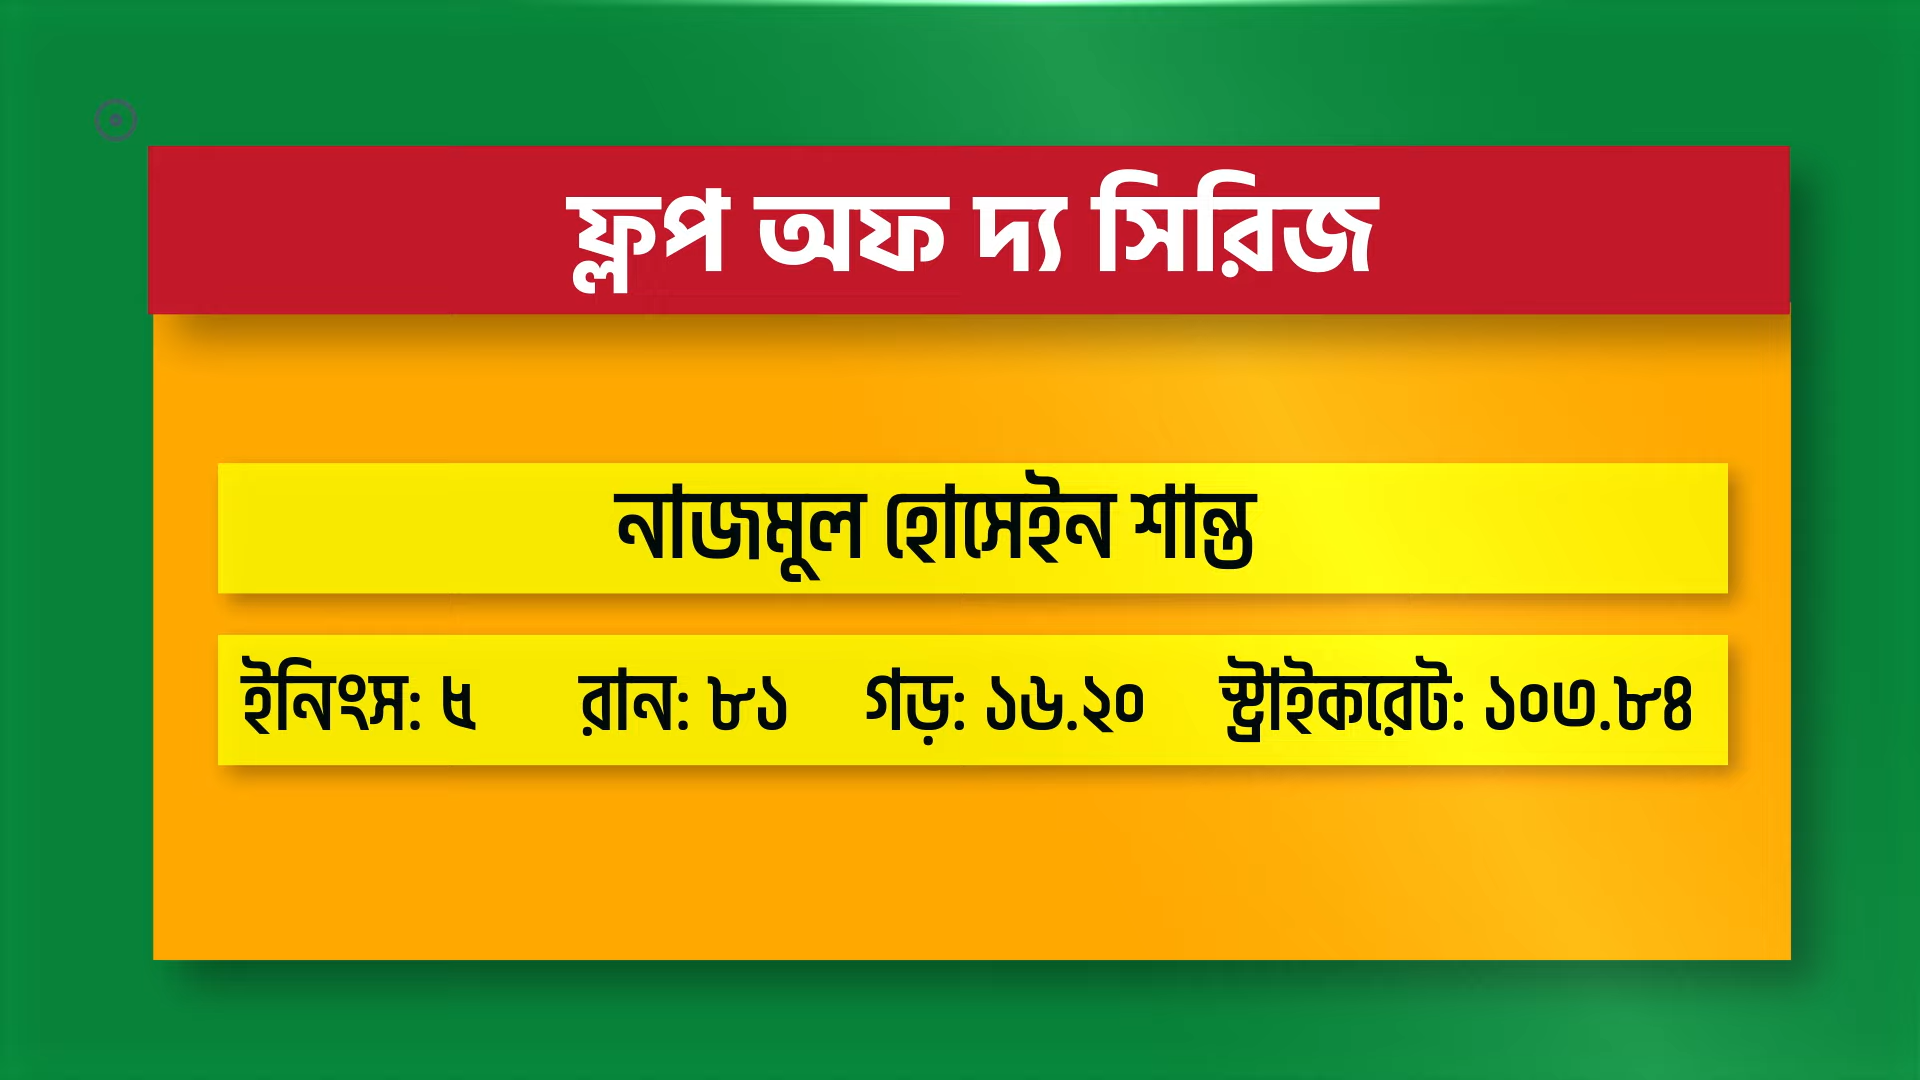 ফ্লপ অফ দ্য সিরিজ
নাজমুল হোসেইন শান্ত
ইনিংস: ৫ রান: ৮১ গড়: ১৬.২০ স্ট্রাইকরেট: ১০৩.৮৪